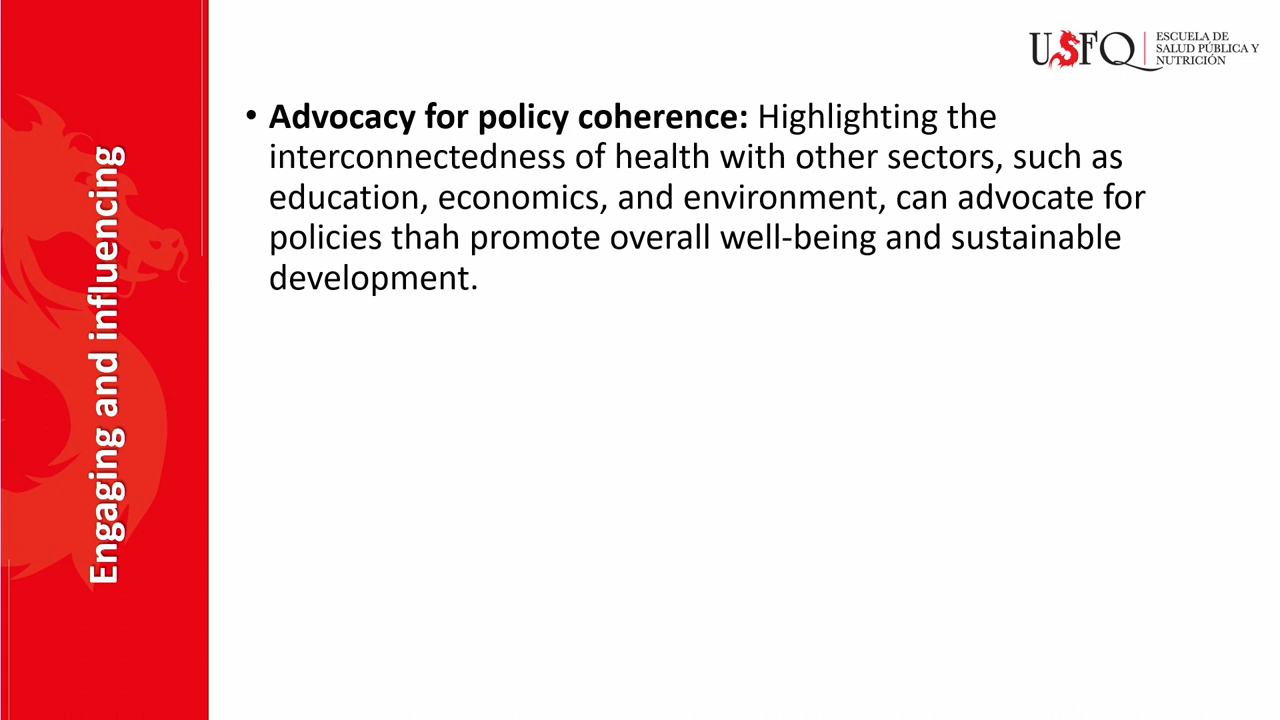 USFQ
ESCUELA DE
SALUD PÚBLICA Y
NUTRICIÓN
Engaging and influencing
• Advocacy for policy coherence: Highlighting the
interconnectedness of health with other sectors, such as
education, economics, and environment, can advocate for
policies thah promote overall well-being and sustainable
development.